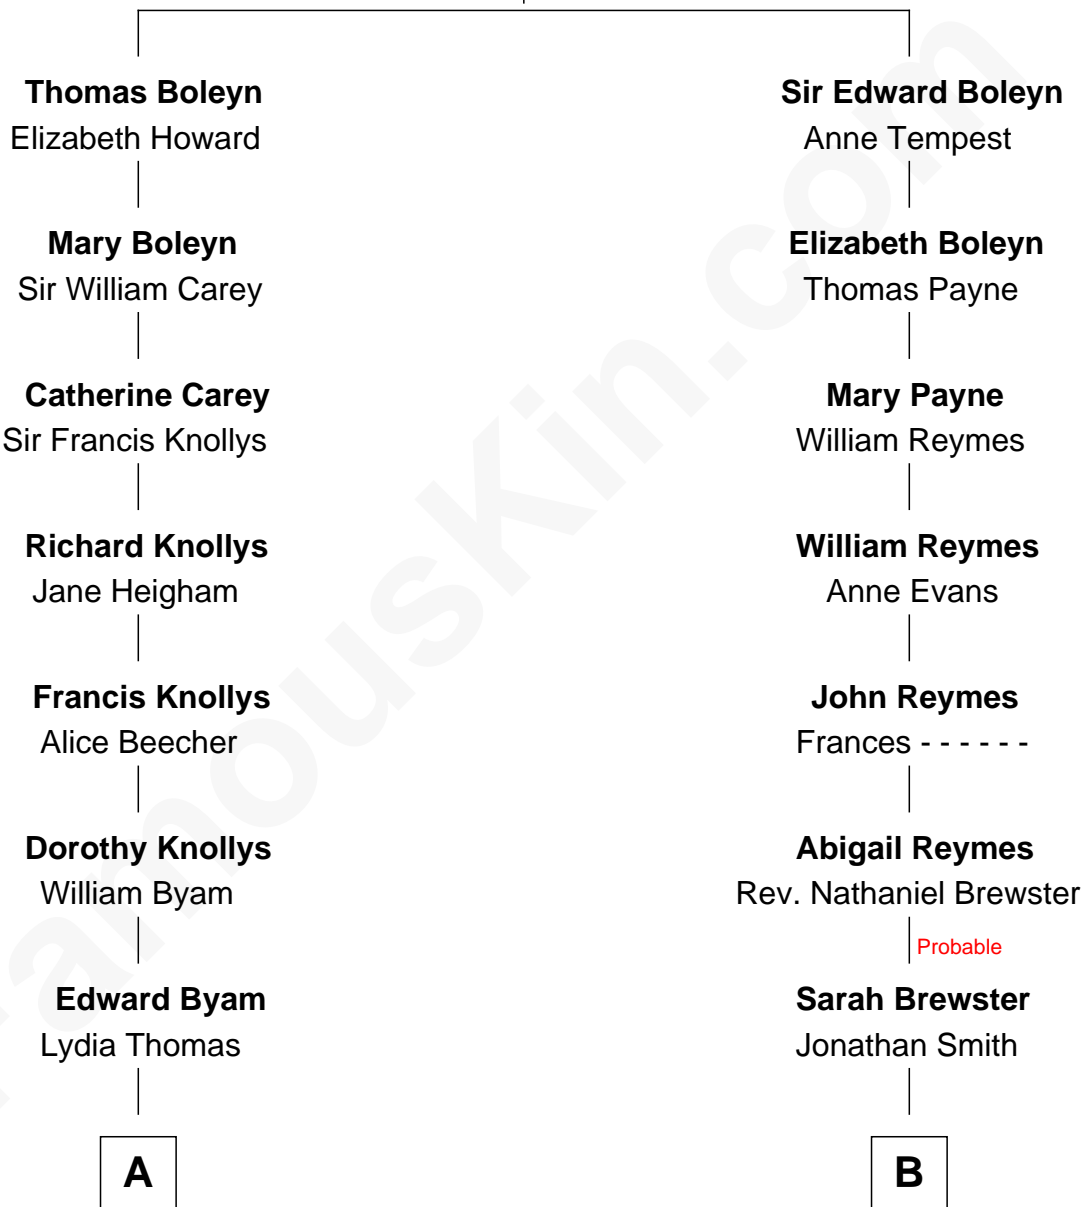 Thomas Boleyn
Elizabeth Howard
Sir Edward Boleyn
Anne Tempest
Mary Boleyn
Sir William Carey
Elizabeth Boleyn
Thomas Payne
Catherine Carey
Sir Francis Knollys
Mary Payne
William Reymes
Richard Knollys
Jane Heigham
William Reymes
Anne Evans
Francis Knollys
Alice Beecher
John Reymes
Frances - - - - - -
Dorothy Knollys
William Byam
Abigail Reymes
Rev. Nathaniel Brewster
Probable
Edward Byam
Lydia Thomas
Sarah Brewster
Jonathan Smith
A
B
FamousKin.com